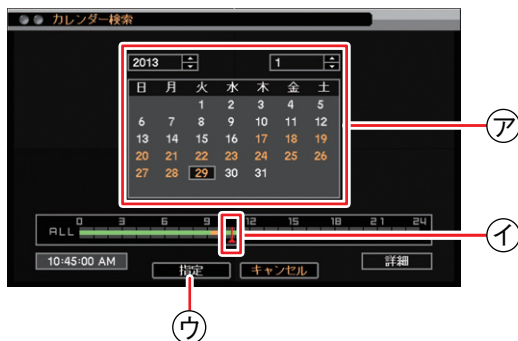 カレンダー検索
2013 1
日 月 火 水 木 金 土
1 2 3 4 5
6 7 8 9 10 11 12
13 14 15 16 17 18 19
20 21 22 23 24 25 26
27 28 29 30 31
ア
0 3 6 9 12 15 18 21 24
ALL
イ
10:45:00 AM 指定 キャンセル 詳細
ウ